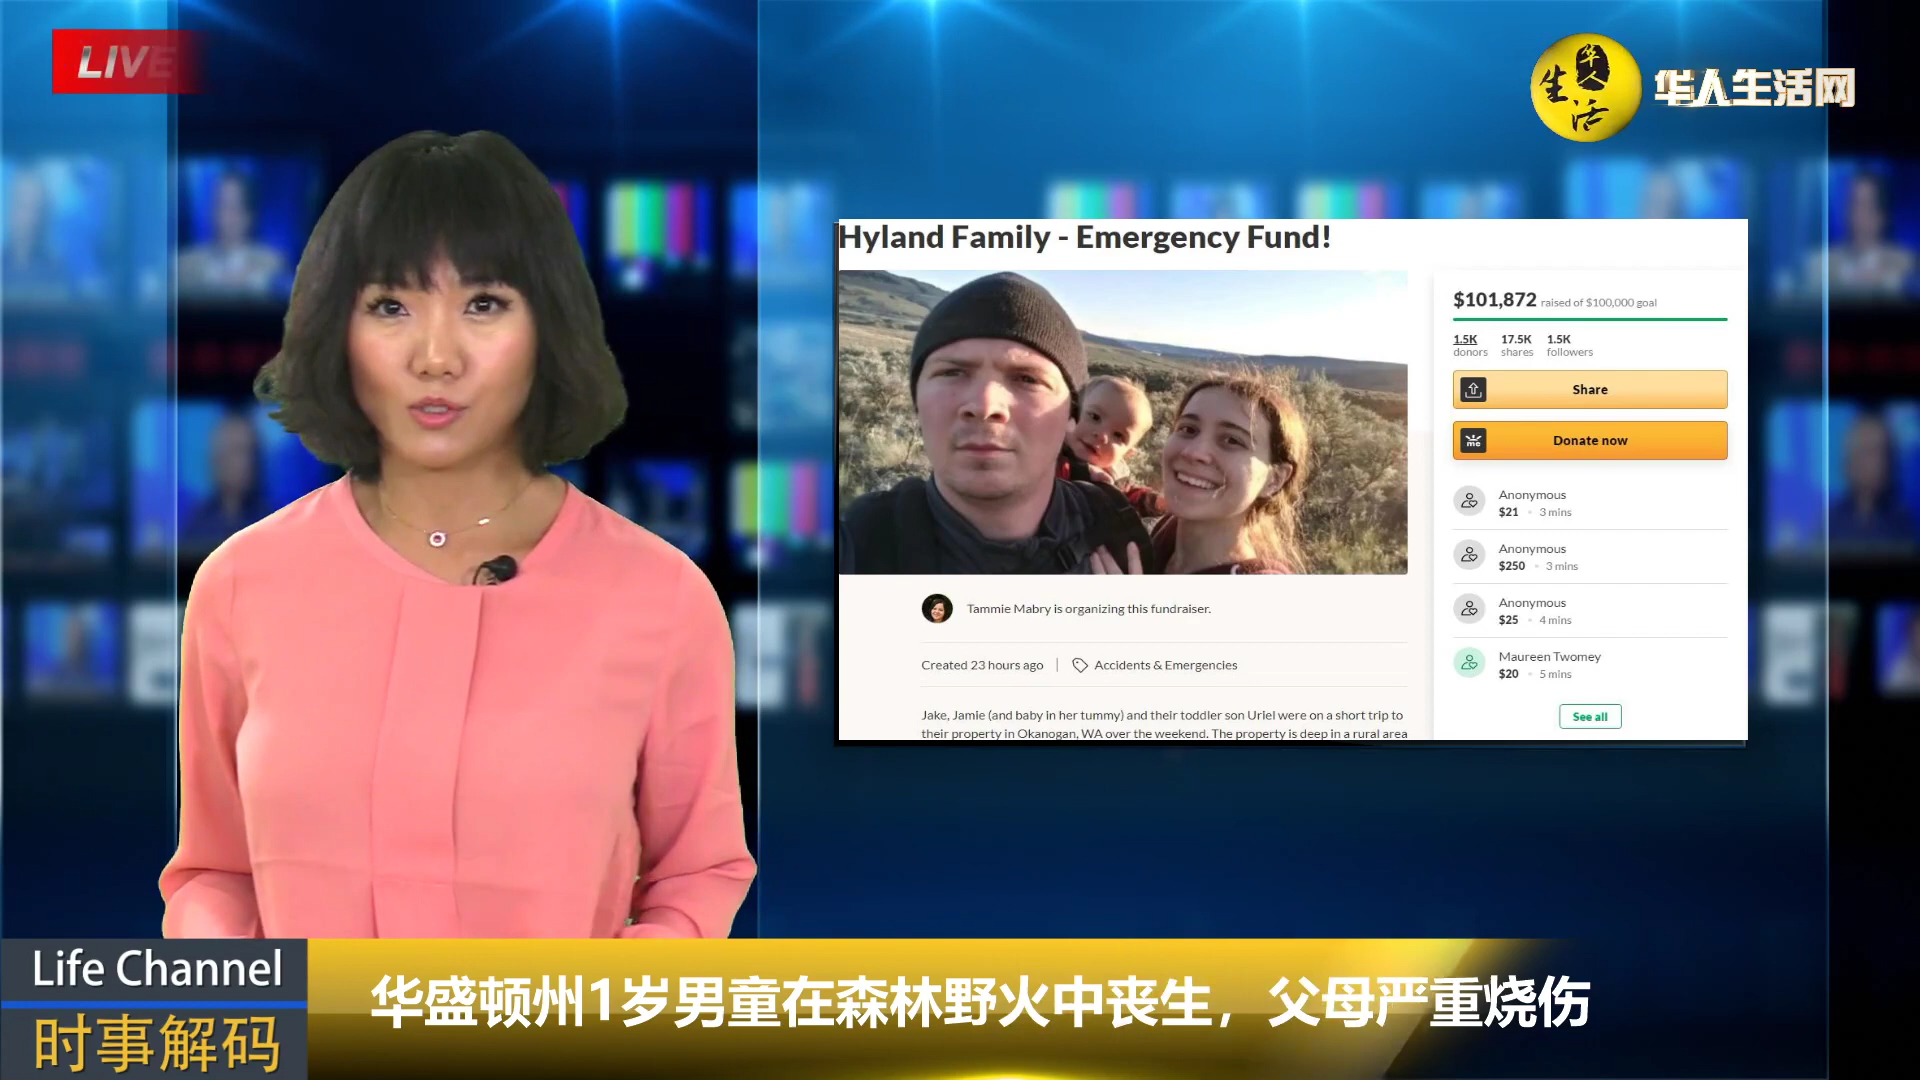 LIVE
华人
生活
华人生活网
Hyland Family - Emergency Fund!
$101,872 raised of $100,000 goal
1.5K 17.5K 1.5K
donors shares followers
Share
Donate now
Anonymous
$21 • 3 mins
Anonymous
$250 • 3 mins
Anonymous
$25 • 4 mins
Maureen Twomey
$20 • 5 mins
See all
Tammie Mabry is organizing this fundraiser.
Created 23 hours ago | Accidents & Emergencies
Jake, Jamie (and baby in her tummy) and their toddler son Uriel were on a short trip to
their property in Okanogan, WA over the weekend. The property is deep in a rural area
Life Channel
时事解码
华盛顿州1岁男童在森林野火中丧生，父母严重烧伤